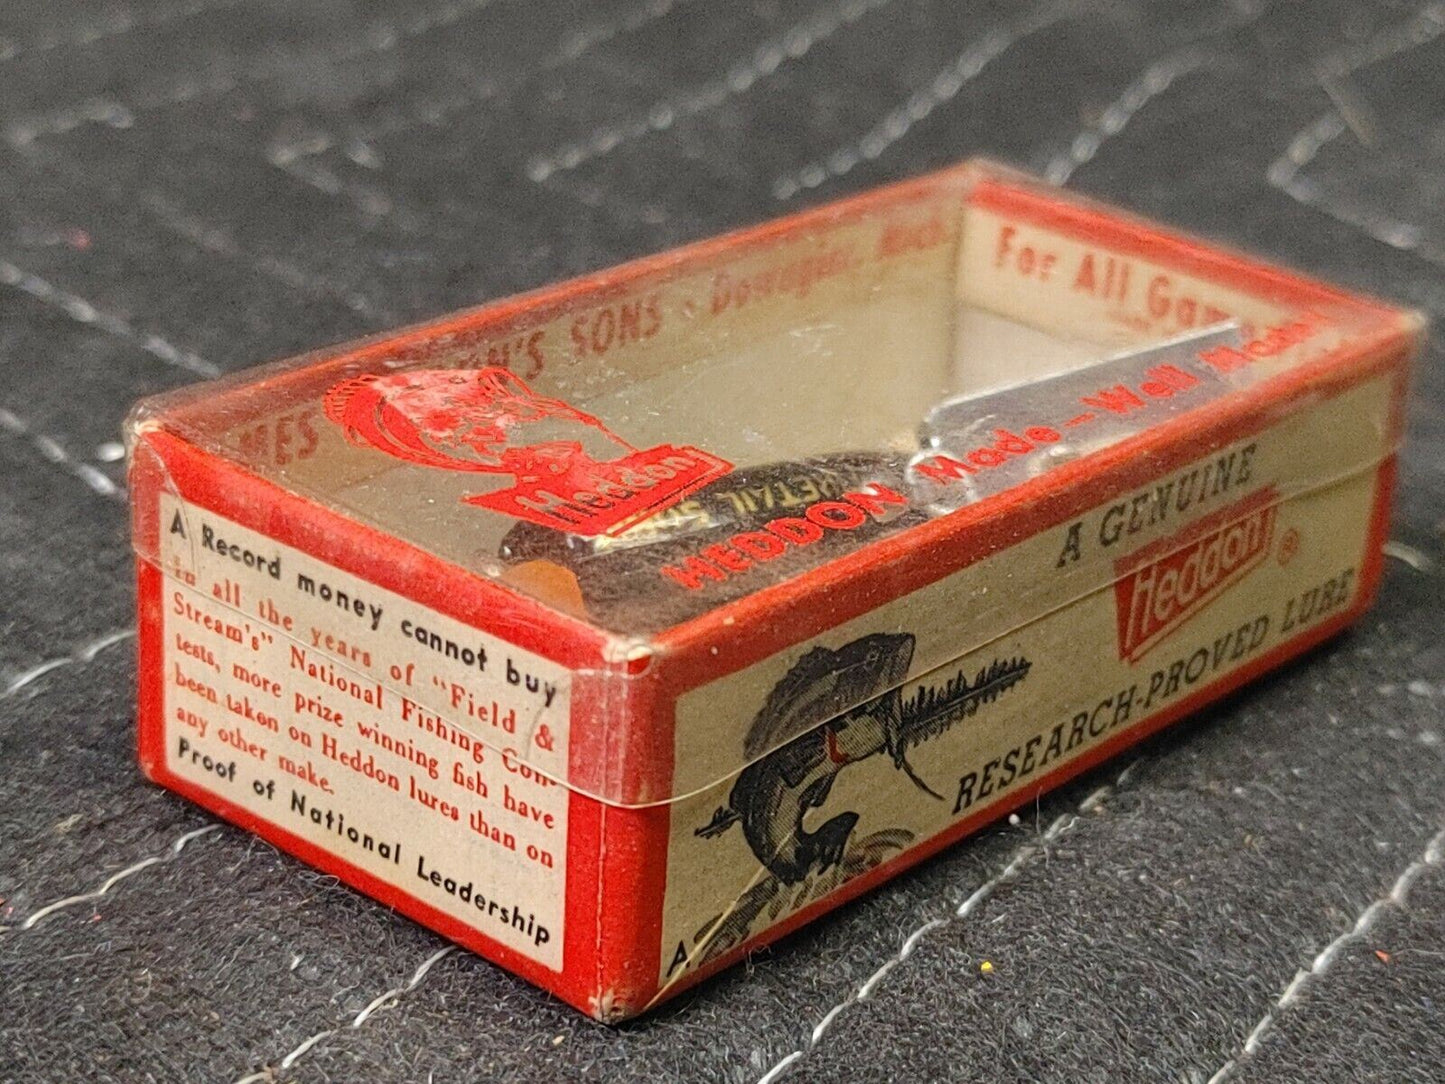 SONS - Dowagiac, Mich.
For All Game
Heddon
RETAIL
HEDDON Made-Well Made!
A Record money cannot buy
in all the years of "Field &
Stream's" National Fishing Con-
tests, more prize winning fish have
been taken on Heddon lures than on
any other make.
Proof of National Leadership
A GENUINE
Heddon®
RESEARCH-PROVED LURE
A